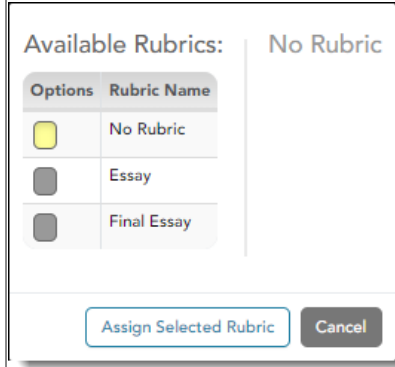 Available Rubrics:
No Rubric
Options Rubric Name
No Rubric
Essay
Final Essay
Assign Selected Rubric Cancel